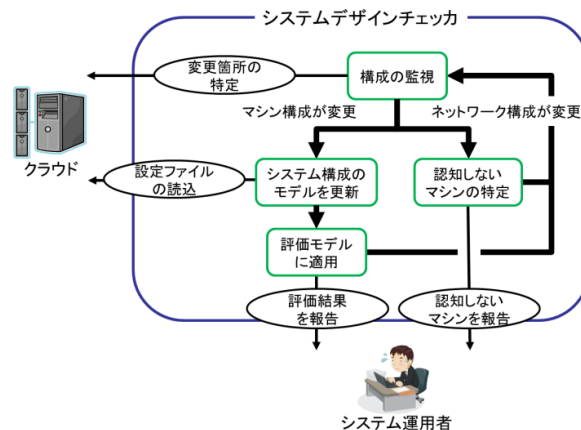 システムデザインチェッカ
変更箇所の
特定
構成の監視
マシン構成が変更
ネットワーク構成が変更
クラウド
設定ファイル
の読込
システム構成の
モデルを更新
認知しない
マシンの特定
評価モデル
に適用
評価結果
を報告
認知しない
マシンを報告
システム運用者